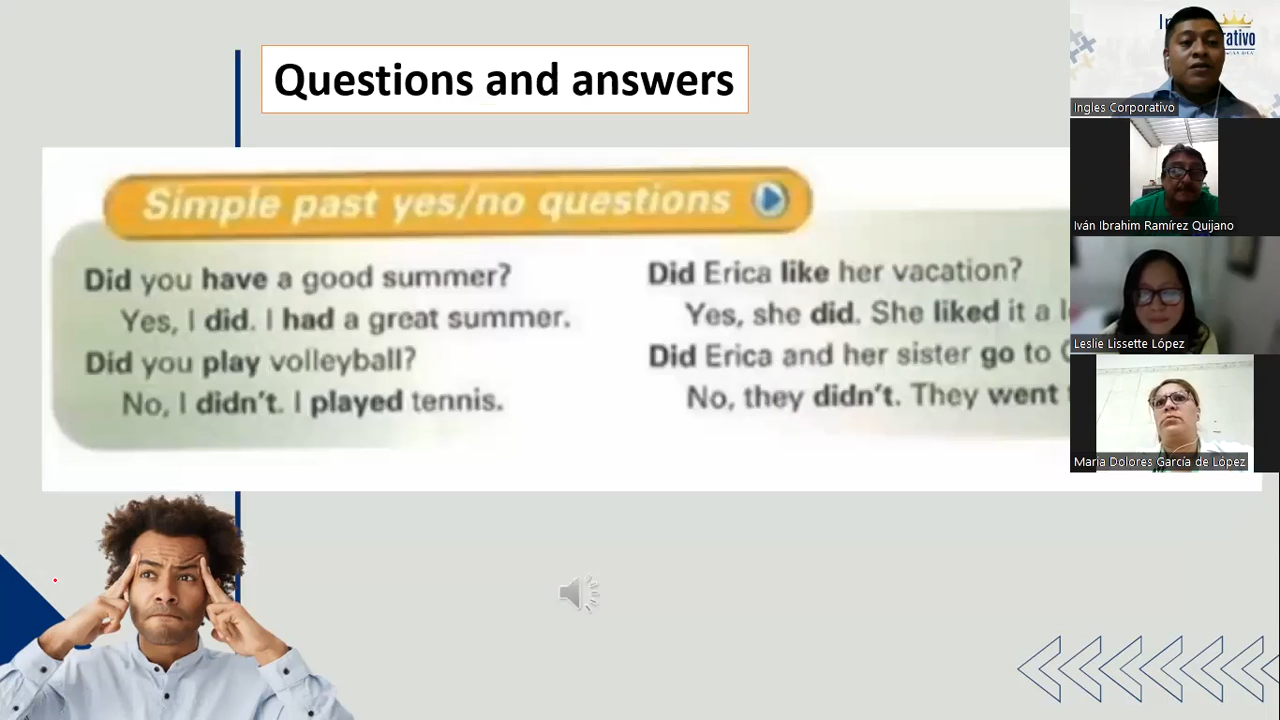 Questions and answers
Simple past yes/no questions
Did you have a good summer?
Yes, I did. I had a great summer.
Did you play volleyball?
No, I didn't. I played tennis.
Did Erica like her vacation?
Yes, she did. She liked it a
Did Erica and her sister go to
No, they didn't. They went
rativo
Ingles Corporativo
Iván Ibrahim Ramírez Quijano
Leslie Lissette López
Maria Dolores García de López